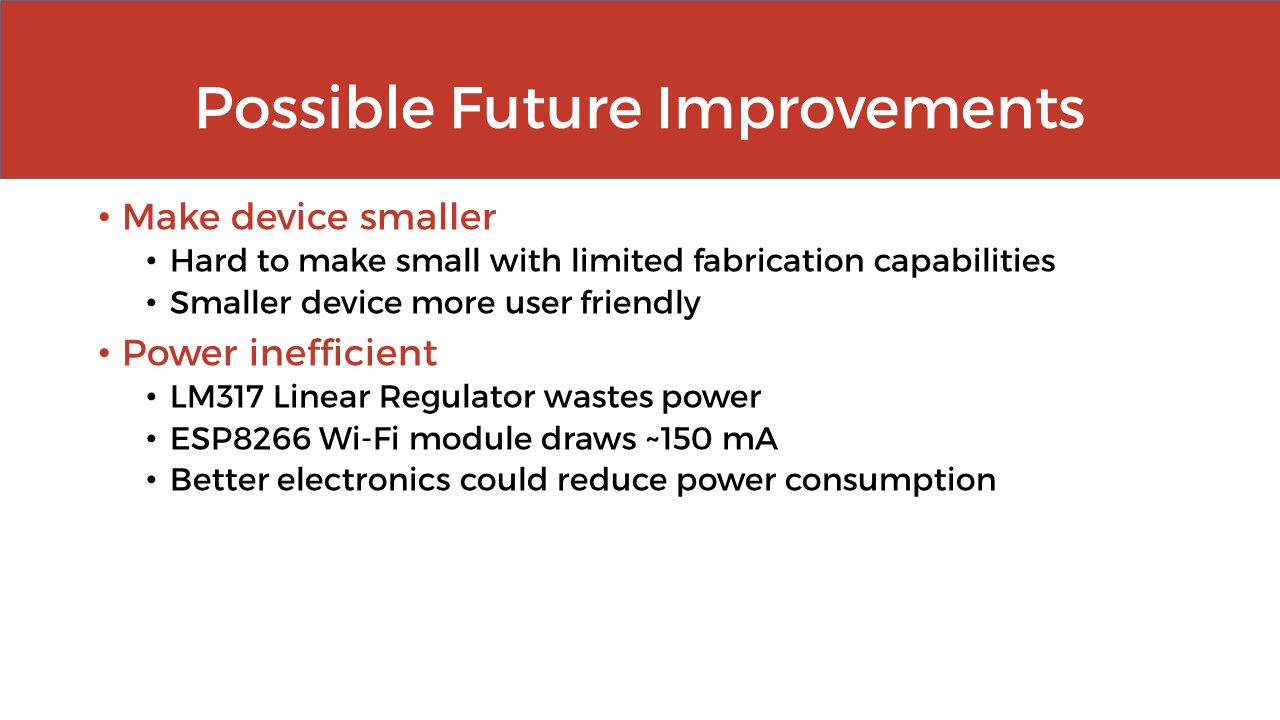 Possible Future Improvements
• Make device smaller
• Hard to make small with limited fabrication capabilities
• Smaller device more user friendly
• Power inefficient
• LM317 Linear Regulator wastes power
• ESP8266 Wi-Fi module draws ~150 mA
• Better electronics could reduce power consumption